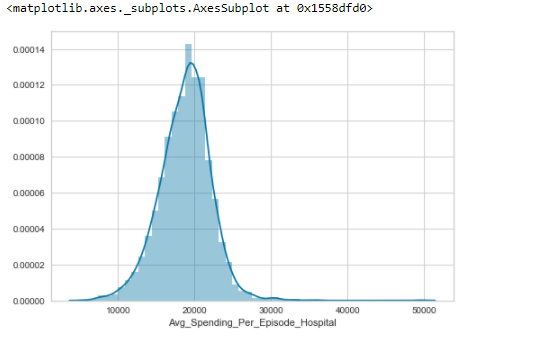 <matplotlib.axes._subplots.AxesSubplot at 0x1558dfd0>
0.00014
0.00012
0.00010
0.00008
0.00006
0.00004
0.00002
0.00000
10000 20000 30000 40000 50000
Avg_Spending_Per_Episode_Hospital